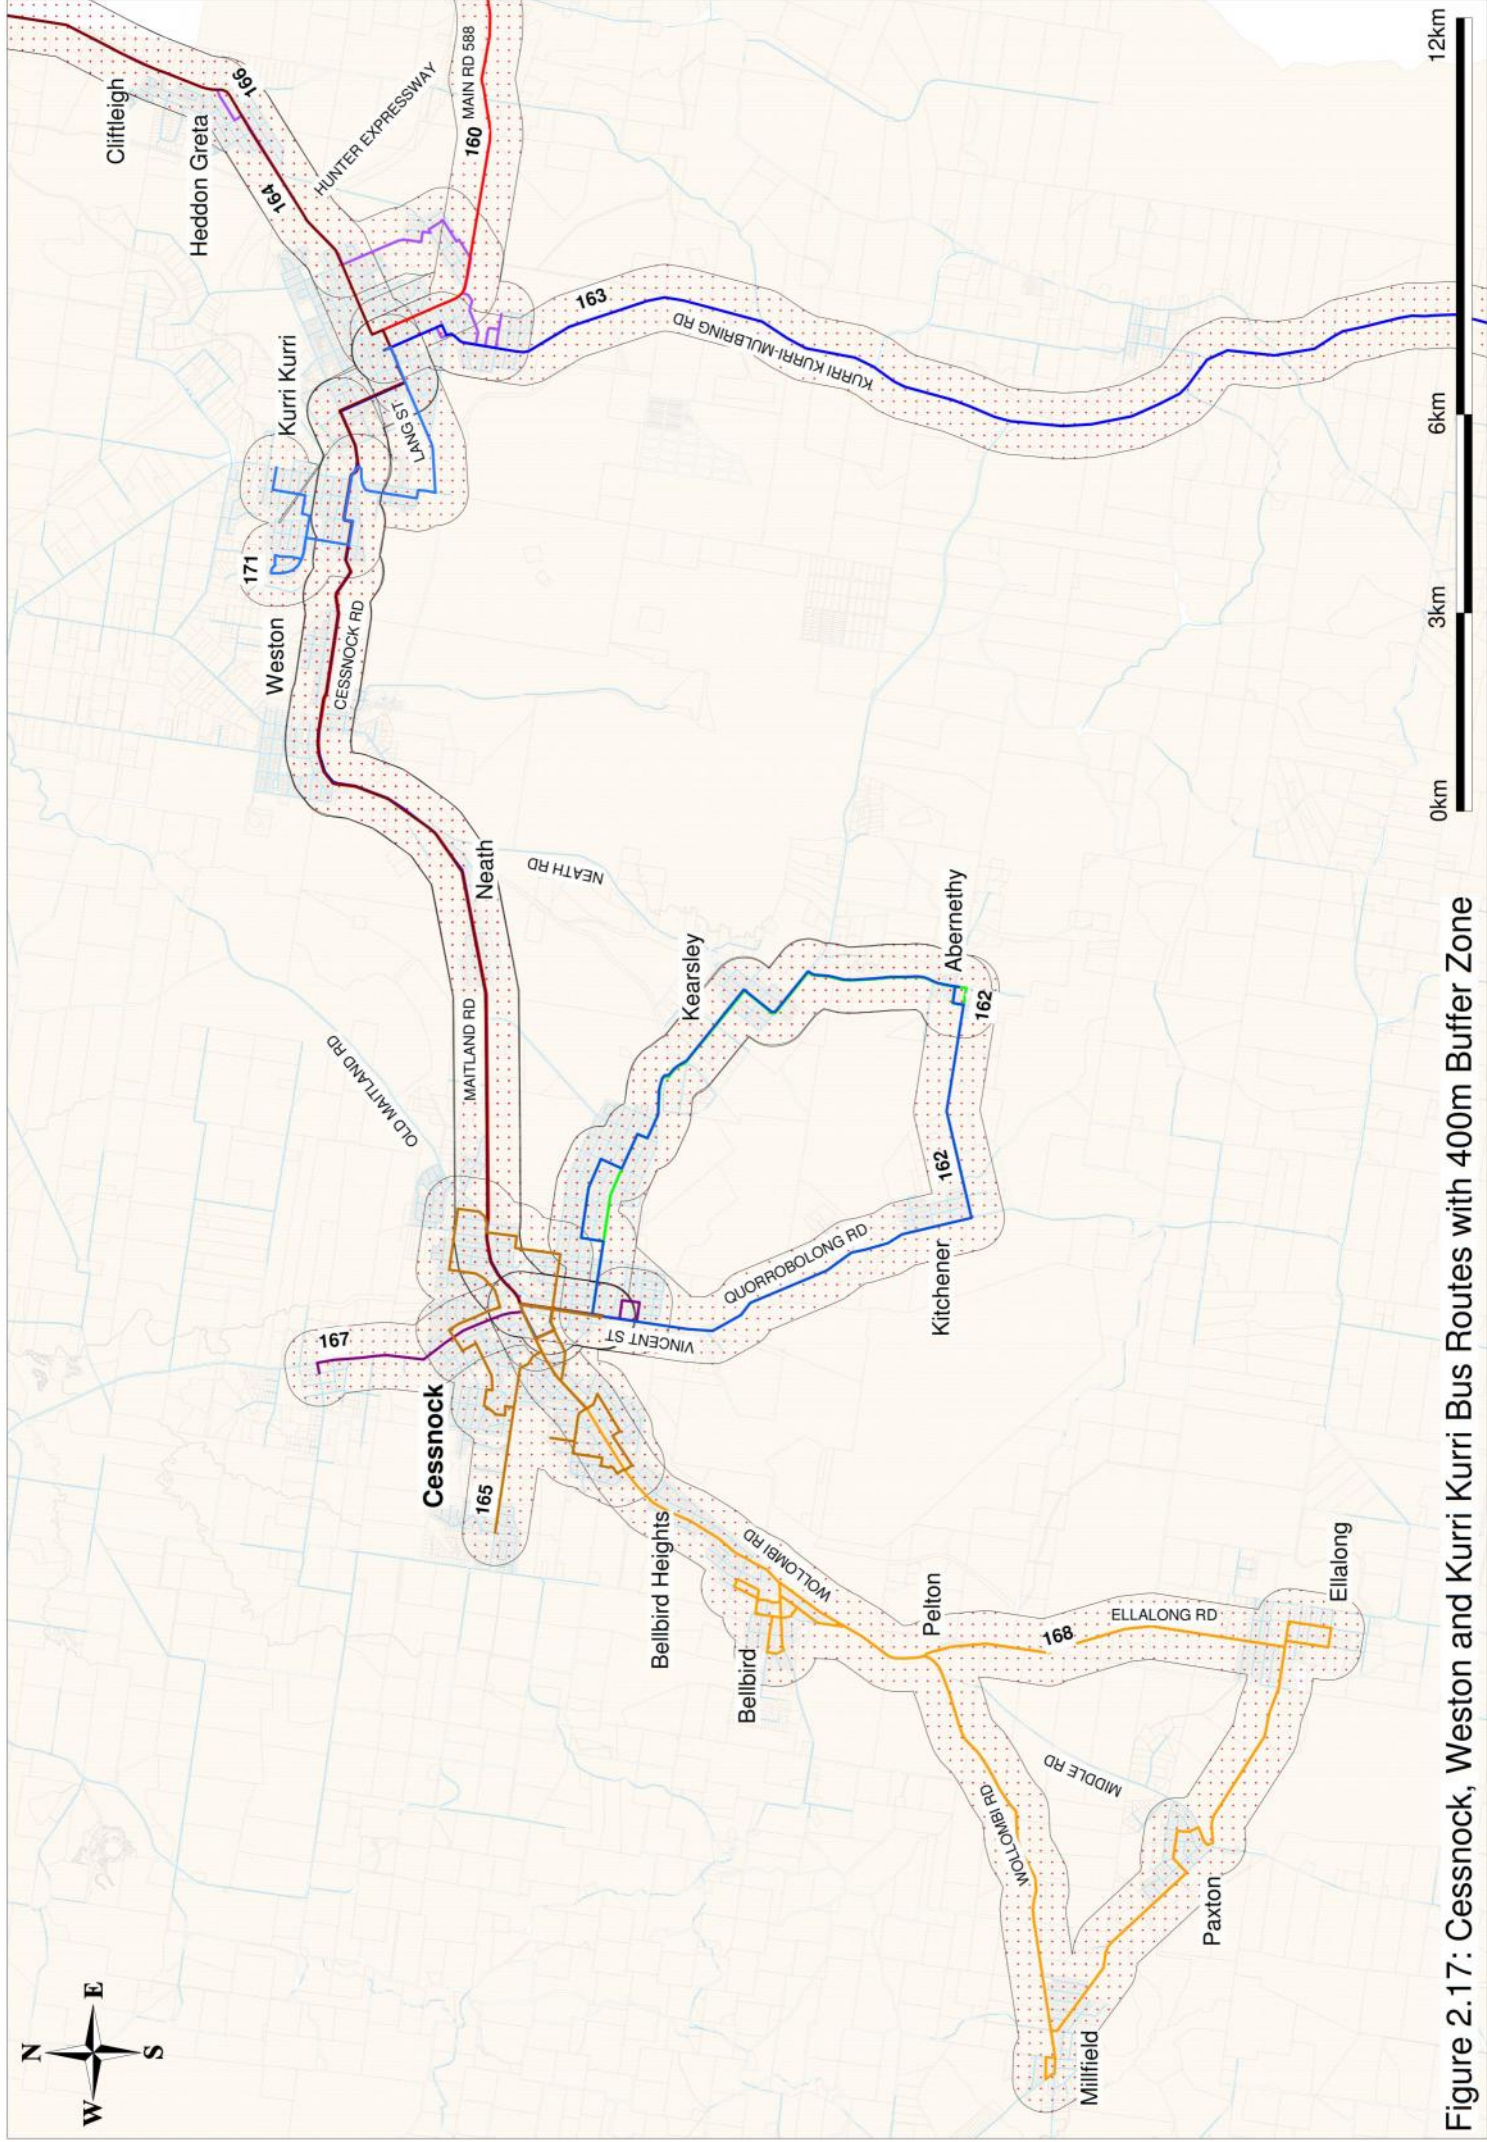 N
W E
S
Cliftleigh
166
Heddon Greta
164
HUNTER EXPRESSWAY
160
MAIN RD 588
Kurri Kurri
171
LANG ST
163
KURRI KURRI-MULBRING RD
Weston
CESSNOCK RD
Neath
NEATH RD
MAITLAND RD
OLD MAITLAND RD
Kearsley
Abernethy
162
162
QUORROBOLONG RD
Kitchener
VINCENT ST
167
Cessnock
165
Bellbird Heights
WOLLOMBI RD
Bellbird
Pelton
168
ELLALONG RD
Ellalong
MIDDLE RD
WOLLOMBI RD
Paxton
Millfield
0km 3km 6km 12km
Figure 2.17: Cessnock, Weston and Kurri Kurri Bus Routes with 400m Buffer Zone